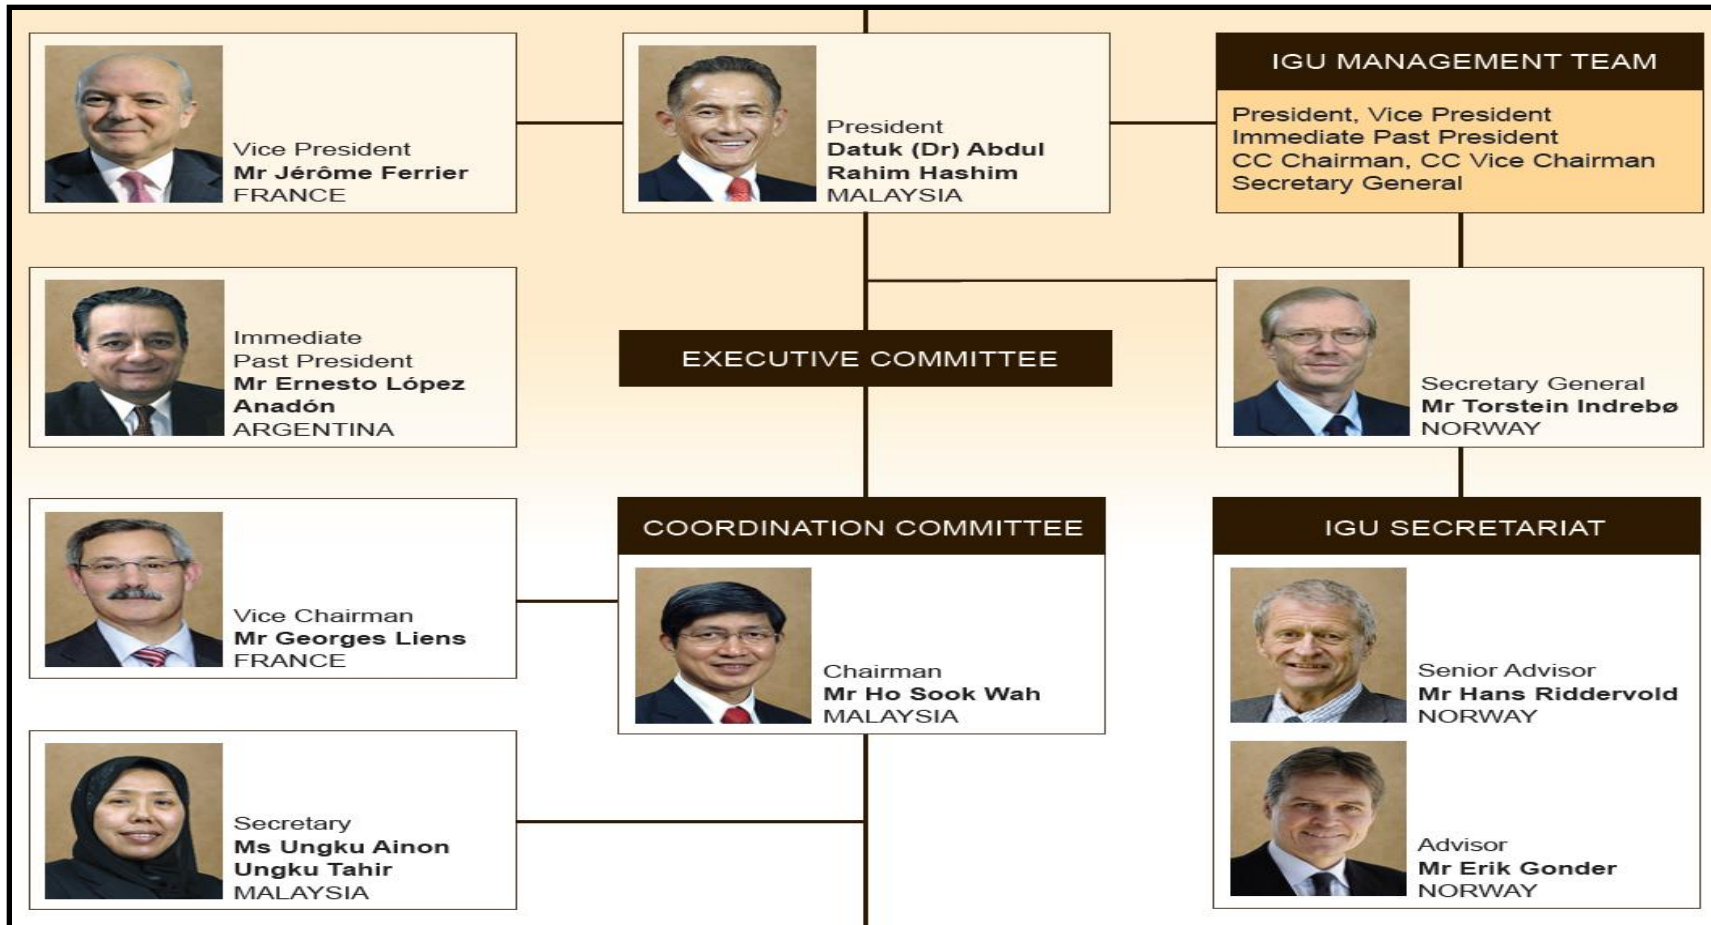 Vice President
Mr Jérôme Ferrier
FRANCE
President
Datuk (Dr) Abdul
Rahim Hashim
MALAYSIA
IGU MANAGEMENT TEAM
President, Vice President
Immediate Past President
CC Chairman, CC Vice Chairman
Secretary General
Immediate
Past President
Mr Ernesto López
Anadón
ARGENTINA
EXECUTIVE COMMITTEE
Secretary General
Mr Torstein Indrebø
NORWAY
Vice Chairman
Mr Georges Liens
FRANCE
COORDINATION COMMITTEE
Chairman
Mr Ho Sook Wah
MALAYSIA
IGU SECRETARIAT
Senior Advisor
Mr Hans Riddervold
NORWAY
Secretary
Ms Ungku Ainon
Ungku Tahir
MALAYSIA
Advisor
Mr Erik Gonder
NORWAY